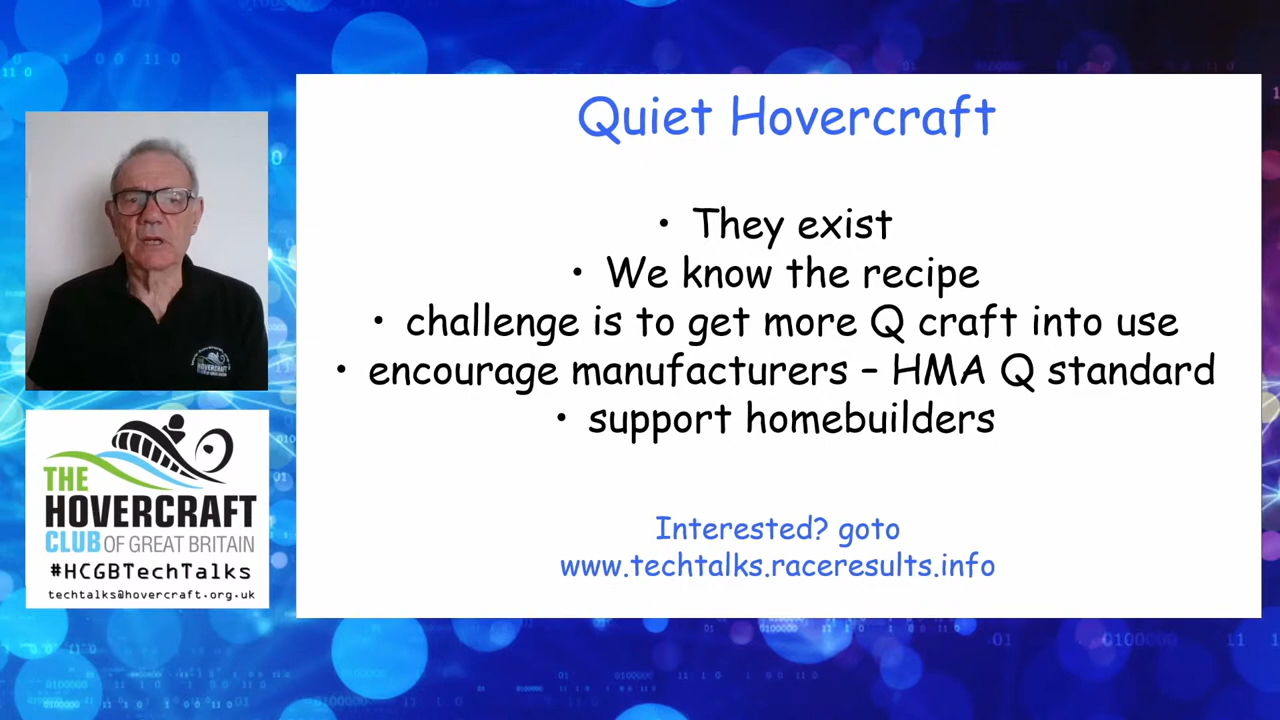 Quiet Hovercraft
• They exist
• We know the recipe
• challenge is to get more Q craft into use
• encourage manufacturers – HMA Q standard
• support homebuilders
Interested? goto
www.techtalks.raceresults.info
THE
HOVERCRAFT
CLUB OF GREAT BRITAIN
#HCGBTechTalks
techtalks@hovercraft.org.uk